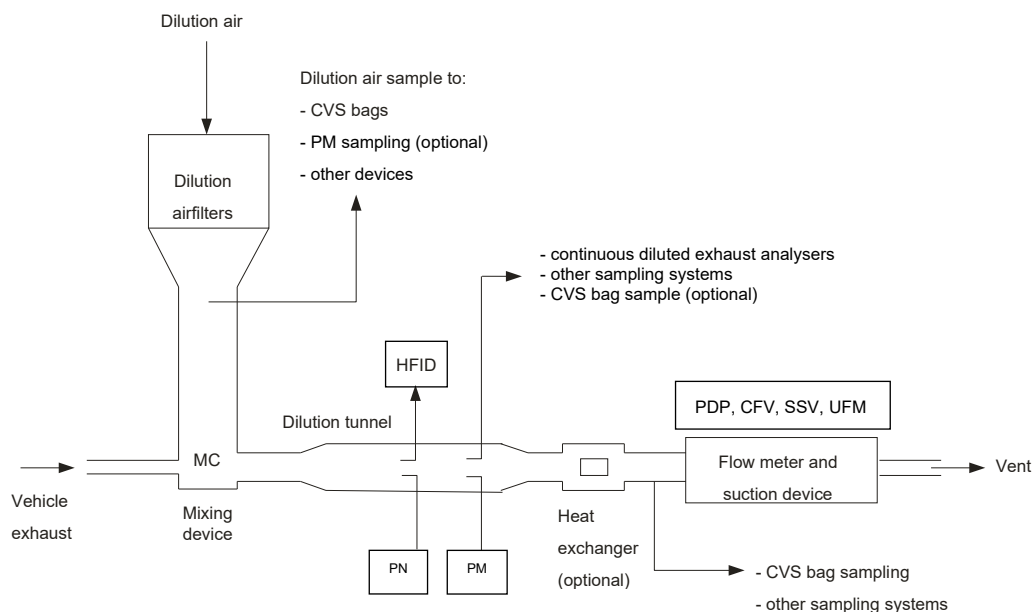 Dilution air
Dilution air sample to:
- CVS bags
- PM sampling (optional)
- other devices
Dilution
airfilters
- continuous diluted exhaust analysers
- other sampling systems
- CVS bag sample (optional)
HFID
PDP, CFV, SSV, UFM
Dilution tunnel
MC
Flow meter and
suction device
Vent
Vehicle
exhaust
Mixing
device
PN
PM
Heat
exchanger
(optional)
- CVS bag sampling
- other sampling systems